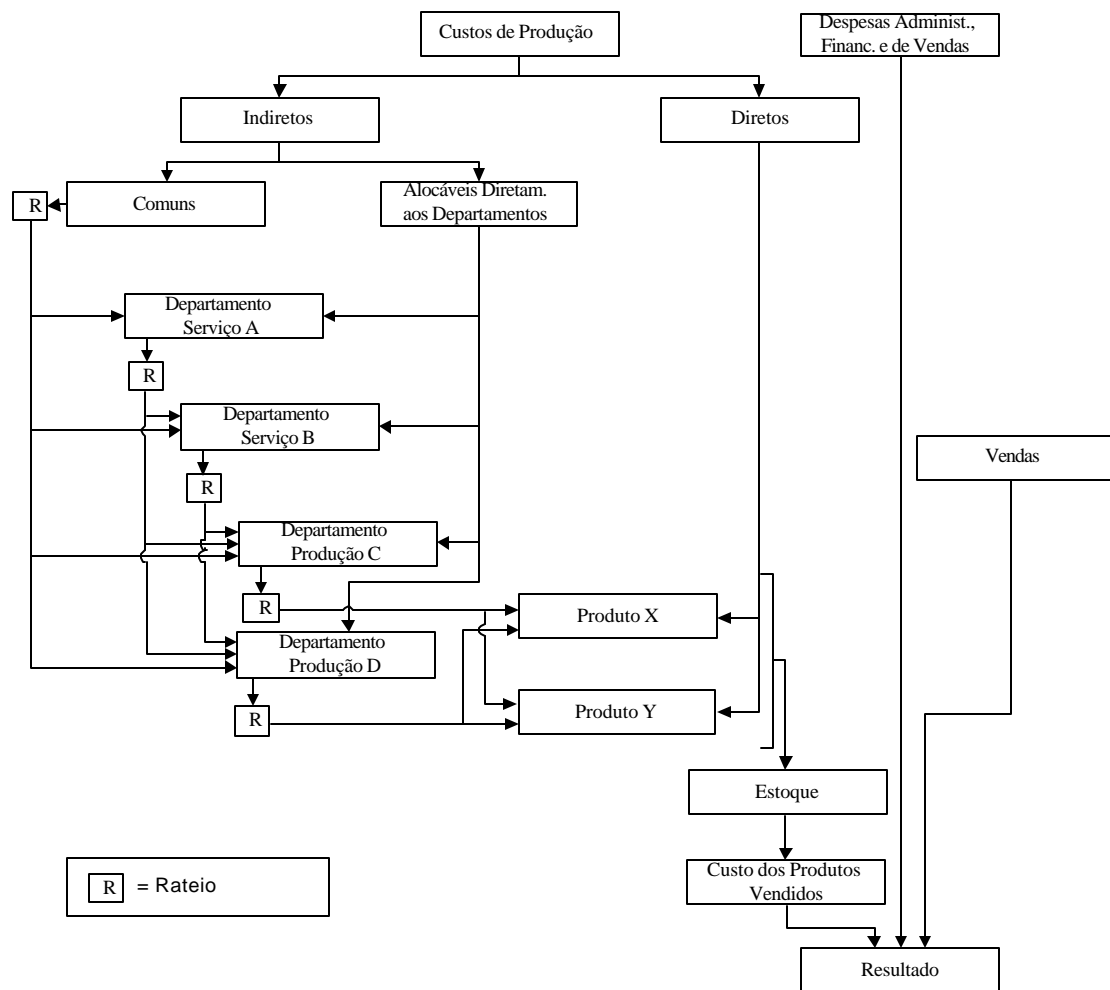 Custos de Produção
Despesas Administ.,
Financ. e de Vendas
Indiretos
Diretos
R
Comuns
Alocáveis Diretam.
aos Departamentos
Departamento
Serviço A
R
Departamento
Serviço B
Vendas
R
Departamento
Produção C
R
Produto X
Departamento
Produção D
R
Produto Y
Estoque
Custo dos Produtos
Vendidos
R = Rateio
Resultado